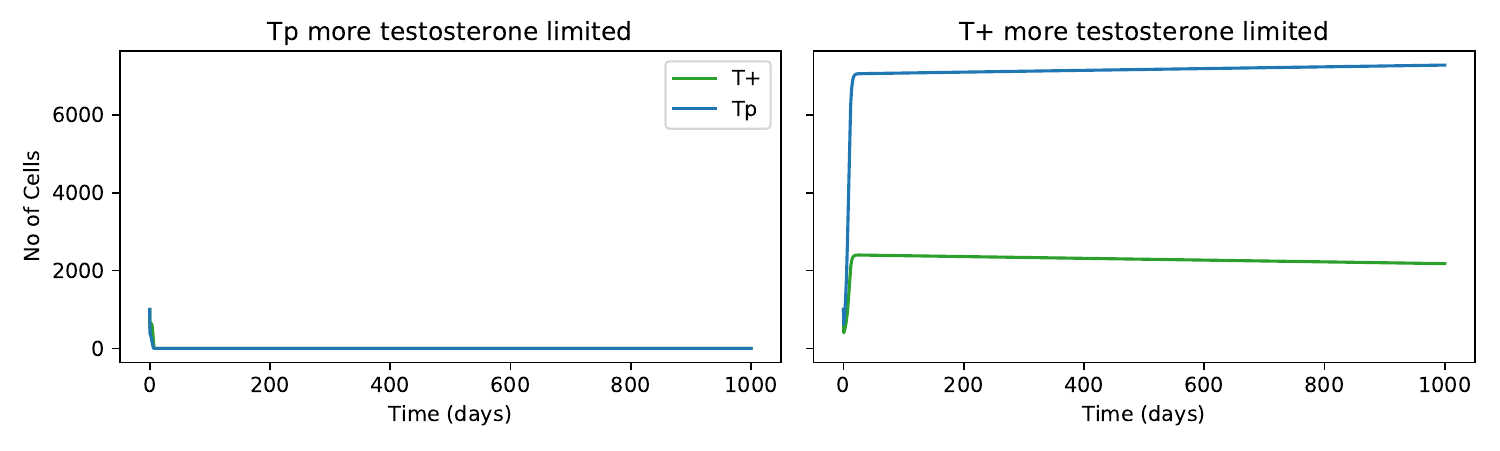 Tp more testosterone limited
T+ more testosterone limited
No of Cells
6000
4000
2000
0
T+
Tp
0 200 400 600 800 1000
Time (days)
0 200 400 600 800 1000
Time (days)